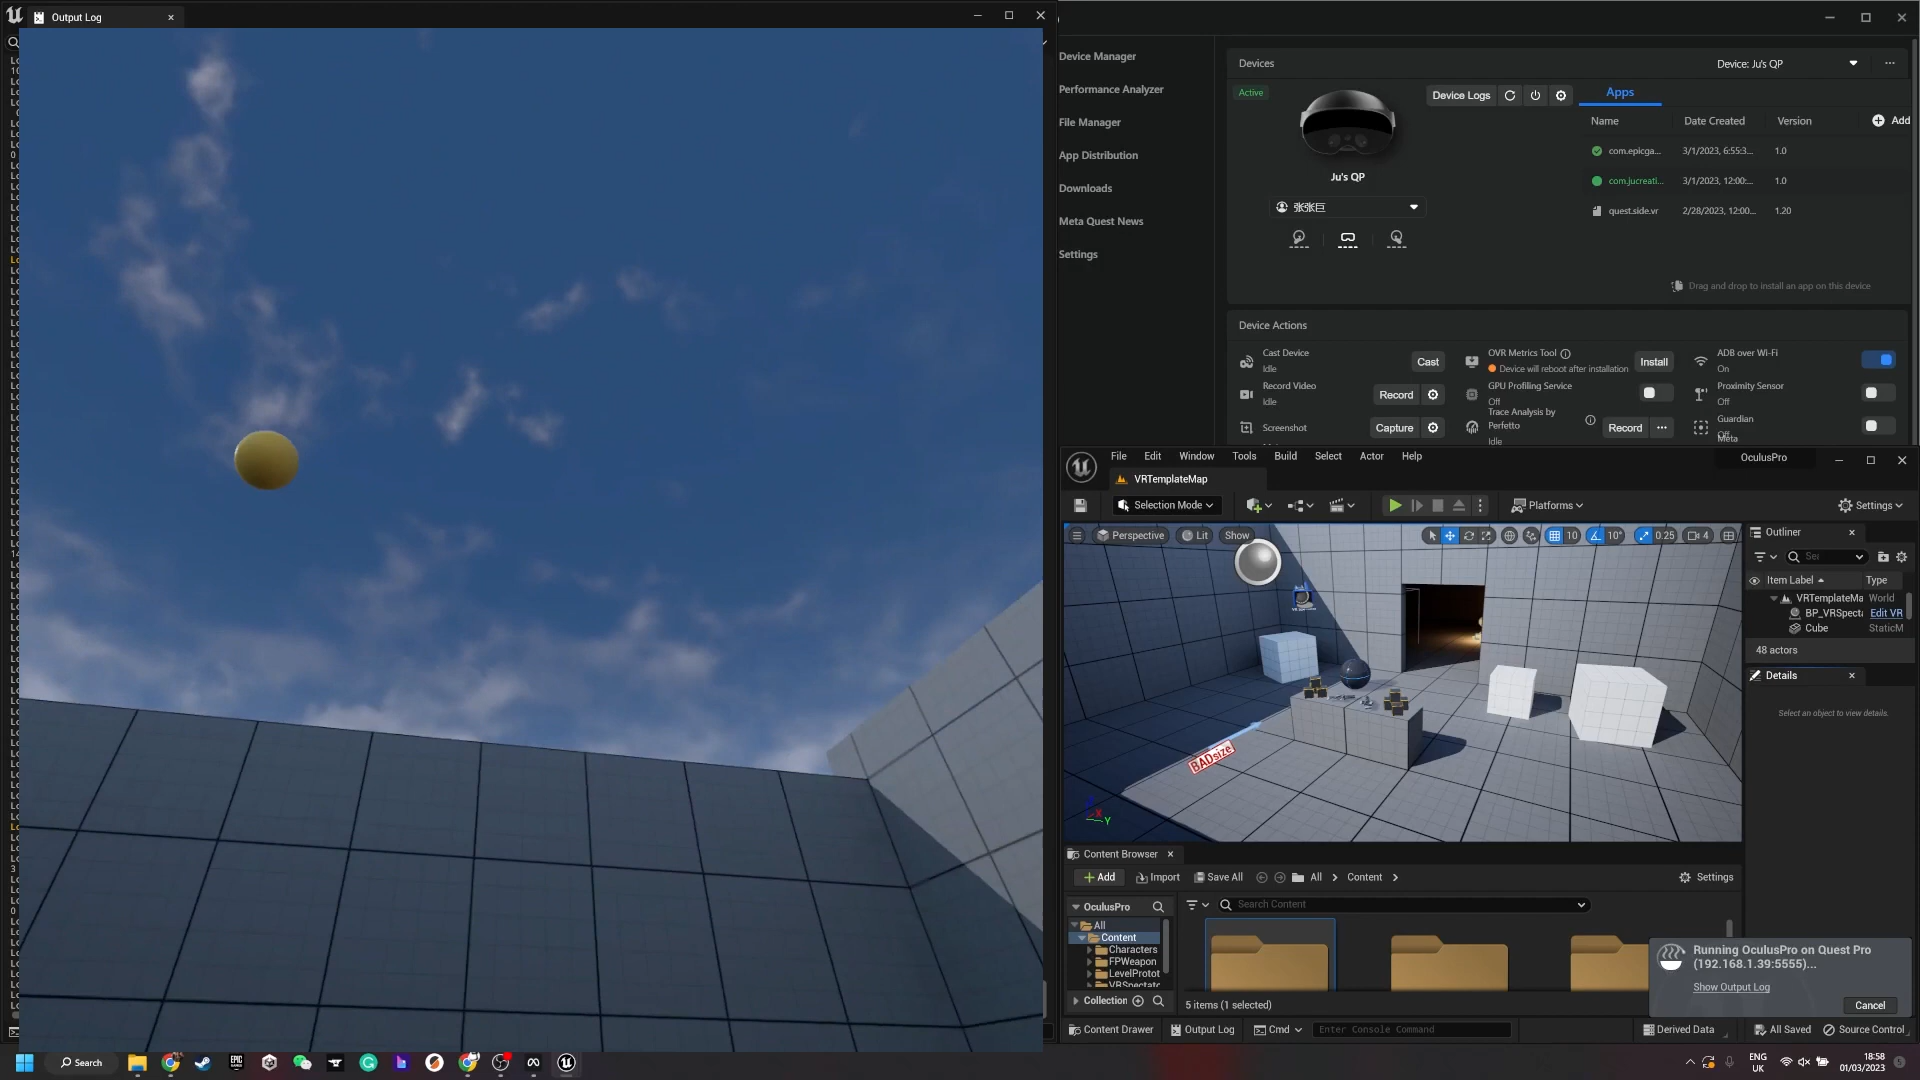 Output Log
Device Manager
Performance Analyzer
File Manager
App Distribution
Downloads
Meta Quest News
Settings
Devices
Device: Ju's QP
Active
Ju's QP
张张巨
Device Logs
Apps
Name Date Created Version
Add
com.epicga... 3/1/2023, 6:55:3... 1.0
com.jucreati... 3/1/2023, 12:00:... 1.0
quest.side.vr 2/28/2023, 12:00... 1.20
Drag and drop to install an app on this device
Device Actions
Cast Device
Idle
Cast
Record Video
Idle
Record
Screenshot
Capture
OVR Metrics Tool
Device will reboot after installation
Install
GPU Profiling Service
Off
Trace Analysis by
Perfetto
Idle
Record
ADB over Wi-Fi
On
Proximity Sensor
Off
Guardian
Off
Meta
File Edit Window Tools Build Select Actor Help
OculusPro
VRTemplateMap
Selection Mode
Platforms
Settings
Perspective
Lit
Show
10
10°
0.25
4
BADsize
X
Y
Outliner
Item Label
Type
VRTemplateMa World
BP_VRSpecta Edit VR
Cube StaticM
48 actors
Details
Select an object to view details.
Content Browser
Add
Import
Save All
All
Content
Settings
OculusPro
Search Content
All
Content
Characters
FPWeapon
LevelProtot
VRSpectato
Collection
5 items (1 selected)
Running OculusPro on Quest Pro
(192.168.1.39:5555)...
Show Output Log
Cancel
Content Drawer
Output Log
Cmd
Enter Console Command
Derived Data
All Saved
Source Control
Search
EPIC
GAMES
ENG
UK
18:58
01/03/2023